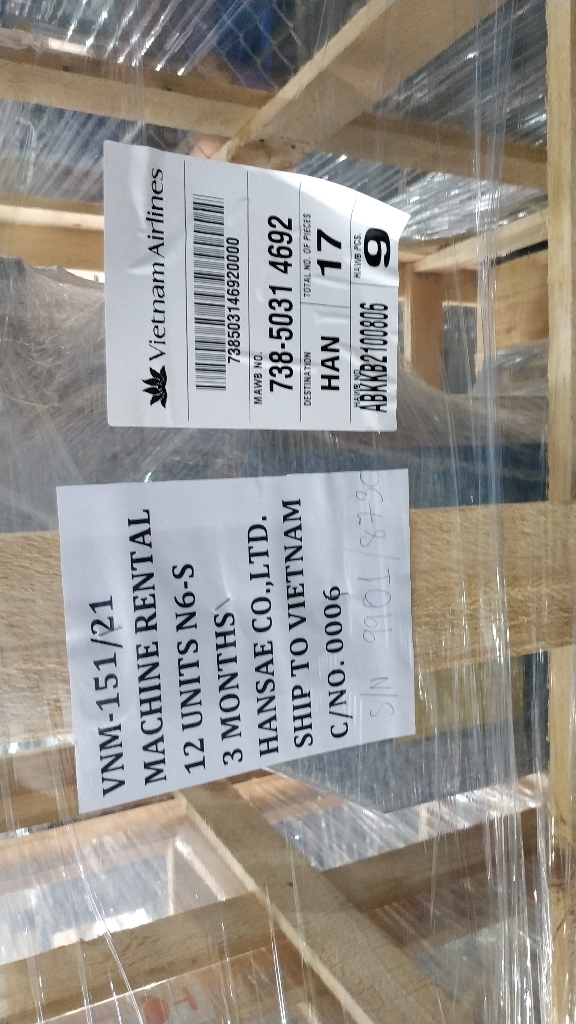 Vietnam Airlines
738503146920000
MAWB NO.
738-5031 4692
DESTINATION
TOTAL NO. OF PIECES
HAN
17
HAWB NO.
HAWB PCS.
ABKKB2100806
9
VNM-151/21
MACHINE RENTAL
12 UNITS N6-S
3 MONTHS
HANSAE CO.,LTD.
SHIP TO VIETNAM
C/NO. 0006
S/N 9901/8730